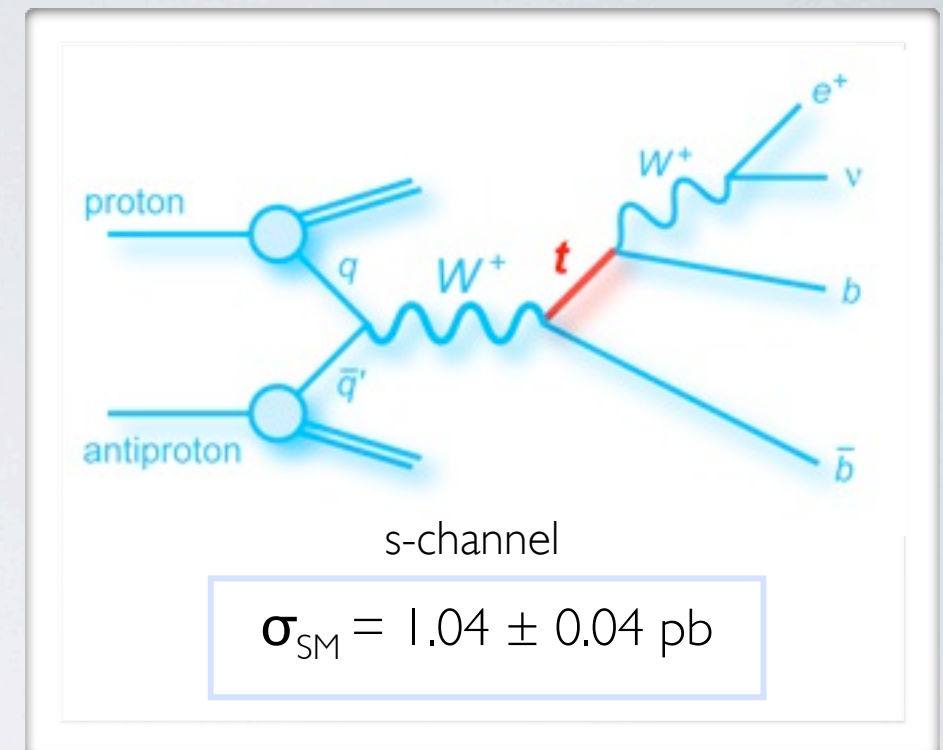 e⁺
W⁺
ν
proton
q
W⁺
t
b
q̄'
antiproton
b̄
s-channel
σSM = 1.04 ± 0.04 pb